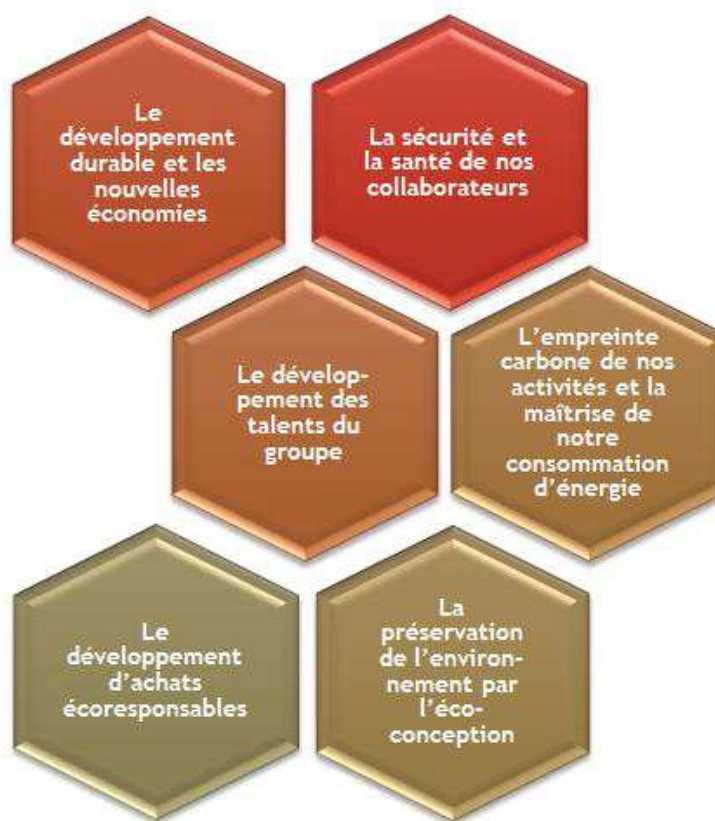 Le
développement
durable et les
nouvelles
économies
La sécurité et
la santé de nos
collaborateurs
Le dévelop-
pement des
talents du
groupe
L’empreinte
carbone de nos
activités et la
maîtrise de
notre
consommation
d’énergie
Le
développement
d’achats
écoresponsables
La
préservation
de l’environ-
nement par
l’éco-
conception